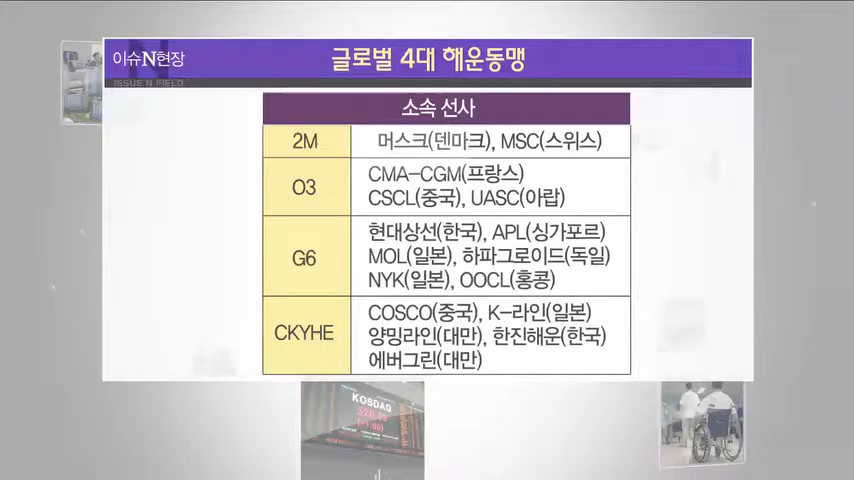 이슈N현장
글로벌 4대 해운동맹
ISSUE N FIELD
소속 선사
2M
머스크(덴마크), MSC(스위스)
O3
CMA-CGM(프랑스)
CSCL(중국), UASC(아랍)
G6
현대상선(한국), APL(싱가포르)
MOL(일본), 하파그로이드(독일)
NYK(일본), OOCL(홍콩)
CKYHE
COSCO(중국), K-라인(일본)
양밍라인(대만), 한진해운(한국)
에버그린(대만)
KOSDAQ